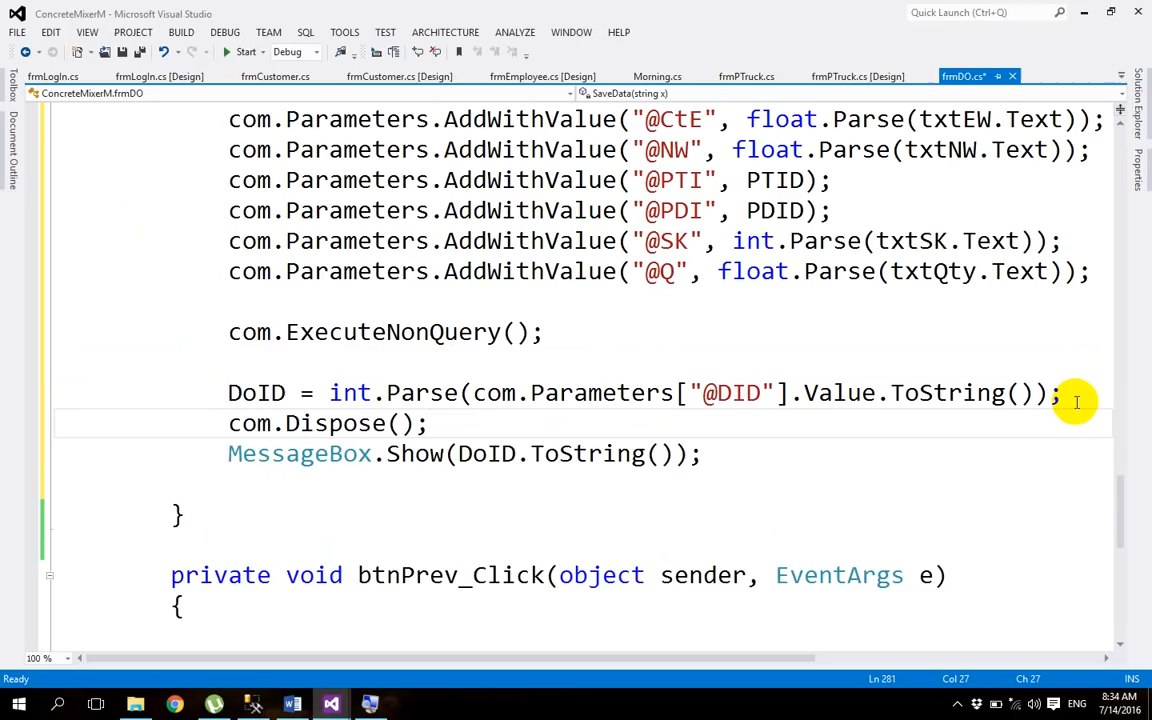 ConcreteMixerM - Microsoft Visual Studio
Quick Launch (Ctrl+Q)
FILE EDIT VIEW PROJECT BUILD DEBUG TEAM SQL TOOLS TEST ARCHITECTURE ANALYZE WINDOW HELP
Start Debug
frmLogIn.cs frmLogIn.cs [Design] frmCustomer.cs frmCustomer.cs [Design] frmEmployee.cs [Design] Morning.cs frmPTruck.cs frmPTruck.cs [Design] frmDO.cs*
ConcreteMixerM.frmDO SaveData(string x)
Toolbox
Document Outline
Solution Explorer
Properties
com.Parameters.AddWithValue("@CtE", float.Parse(txtEW.Text));
com.Parameters.AddWithValue("@NW", float.Parse(txtNW.Text));
com.Parameters.AddWithValue("@PTI", PTID);
com.Parameters.AddWithValue("@PDI", PDID);
com.Parameters.AddWithValue("@SK", int.Parse(txtSK.Text));
com.Parameters.AddWithValue("@Q", float.Parse(txtQty.Text));
com.ExecuteNonQuery();
DoID = int.Parse(com.Parameters["@DID"].Value.ToString());
com.Dispose();
MessageBox.Show(DoID.ToString());
}
private void btnPrev_Click(object sender, EventArgs e)
{
100 %
Ready Ln 281 Col 27 Ch 27 INS
ENG 8:34 AM
7/14/2016